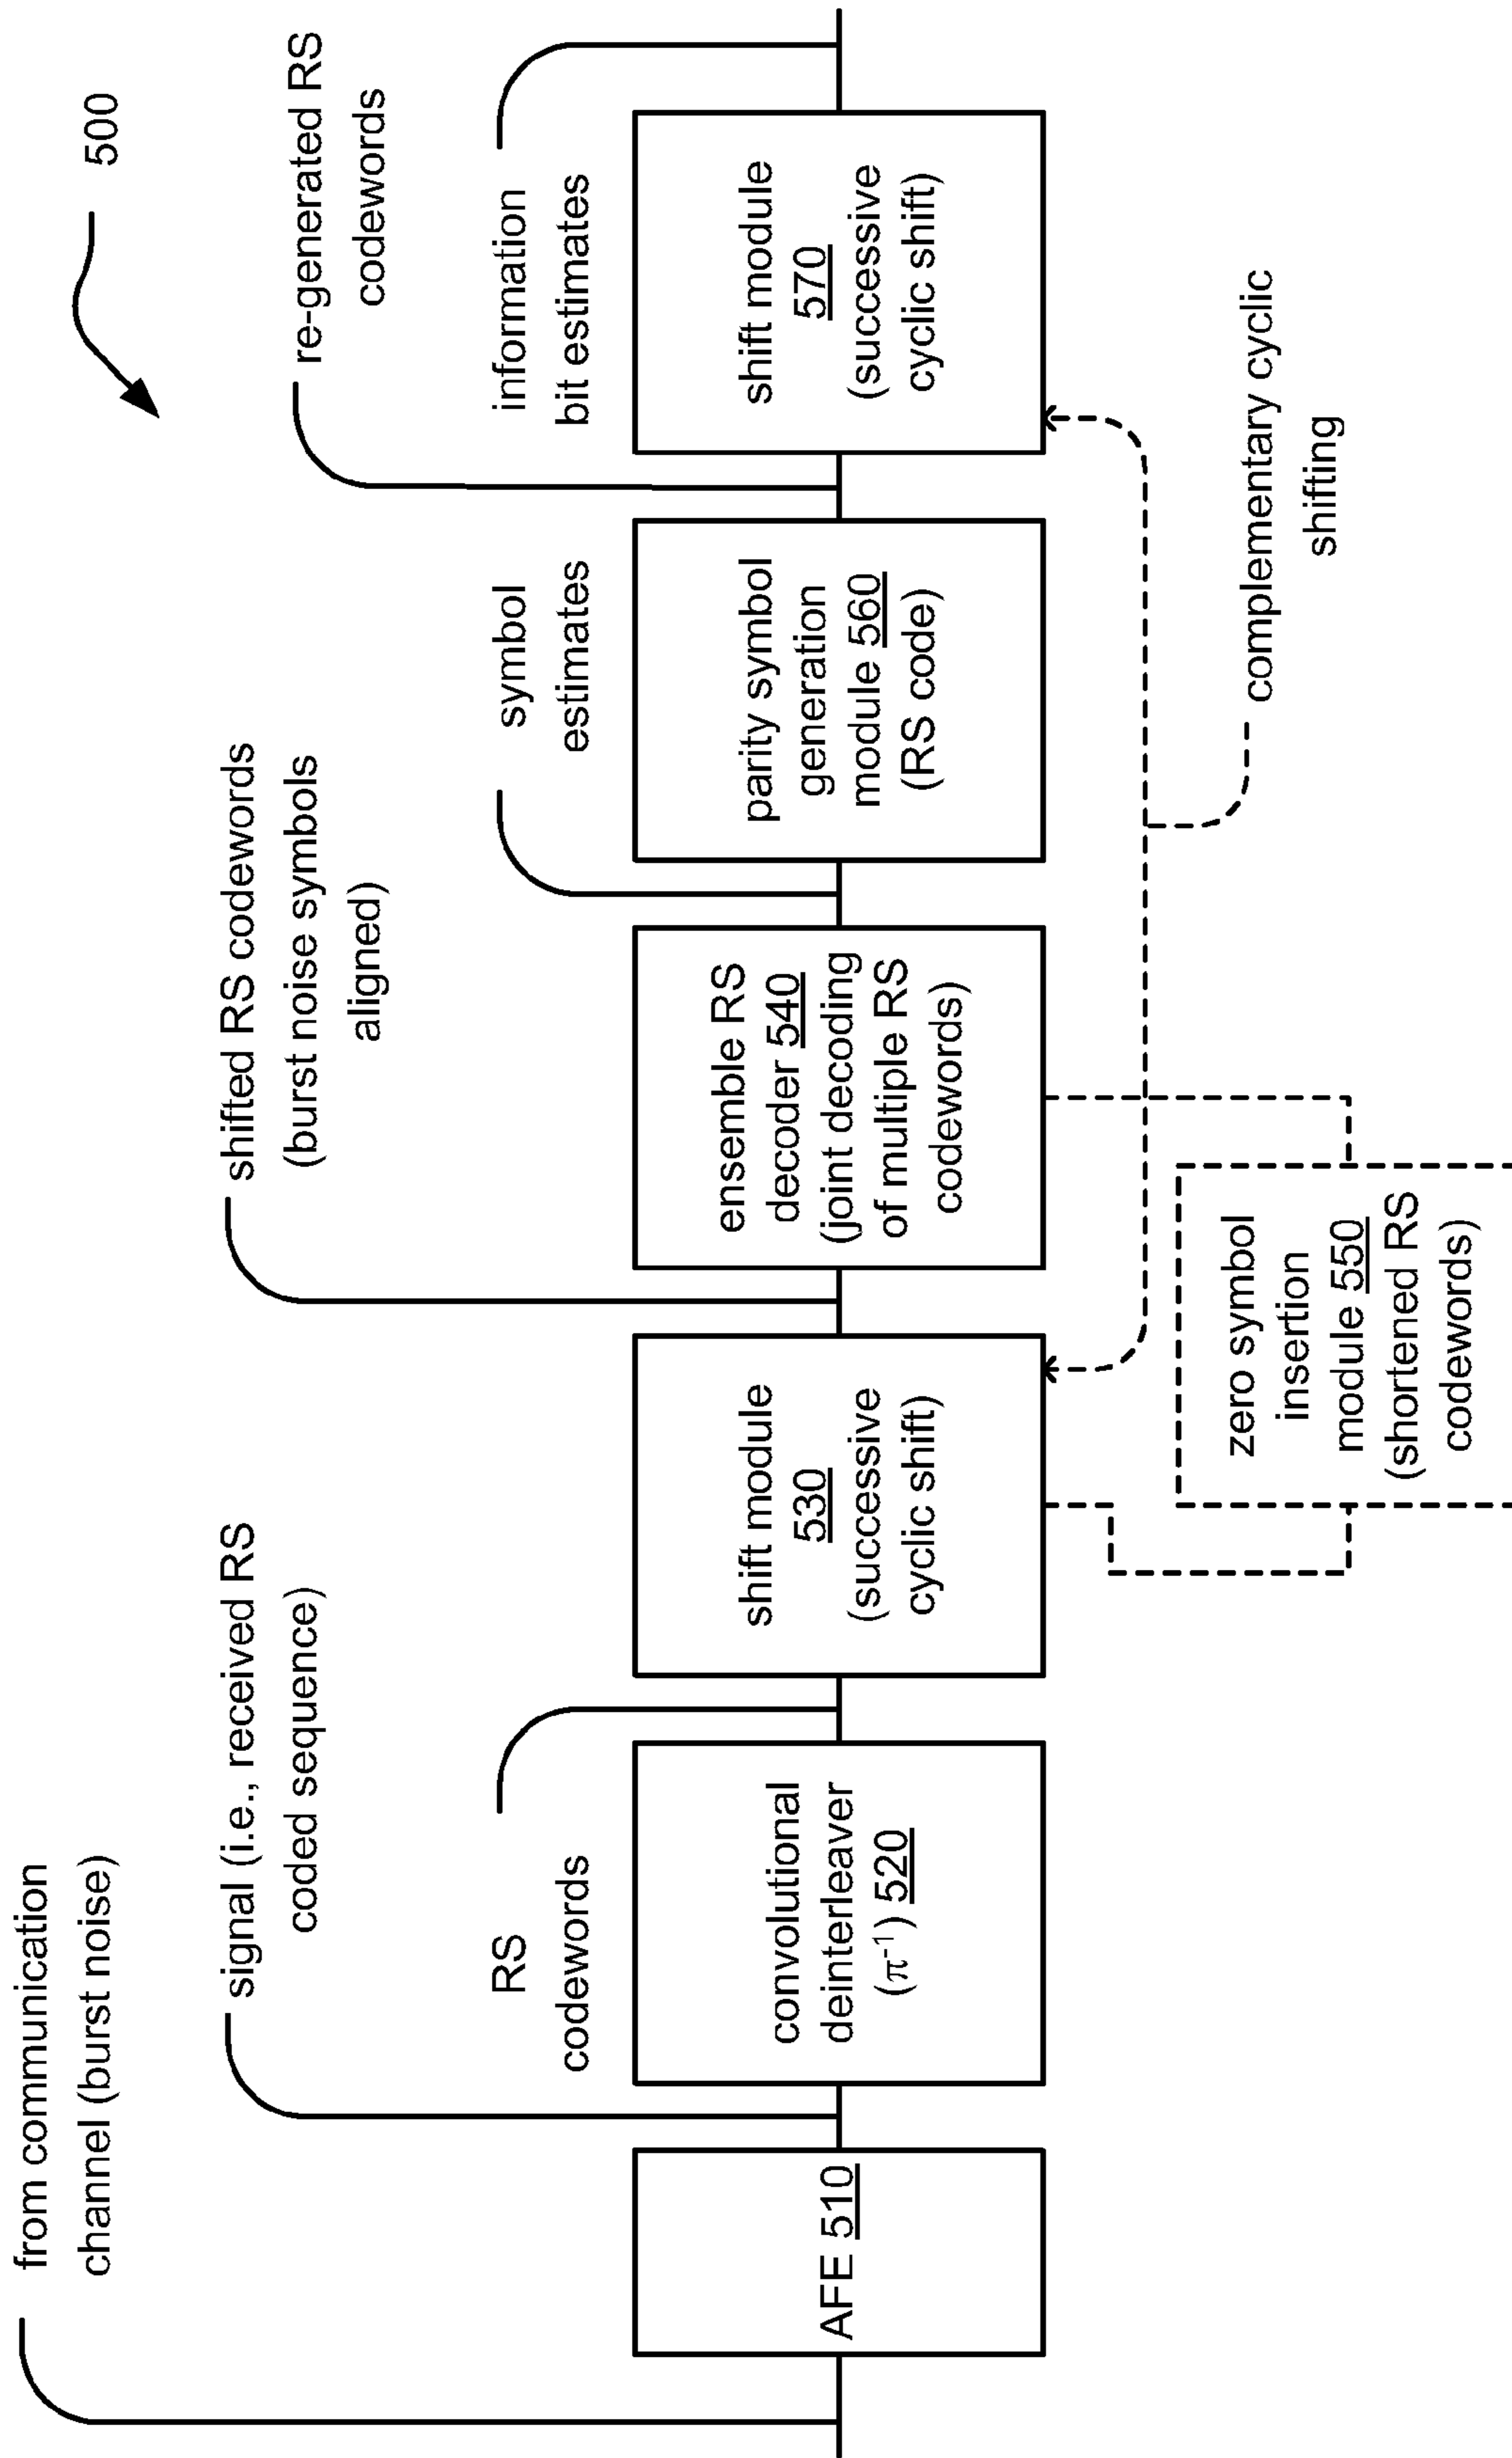 500
from communication
channel (burst noise)
signal (i.e., received RS
coded sequence)
shifted RS codewords
(burst noise symbols
aligned)
re-generated RS
codewords
RS
codewords
symbol
estimates
information
bit estimates
AFE 510
convolutional
deinterleaver
(π⁻¹) 520
shift module
530
(successive
cyclic shift)
ensemble RS
decoder 540
(joint decoding
of multiple RS
codewords)
parity symbol
generation
module 560
(RS code)
shift module
570
(successive
cyclic shift)
zero symbol
insertion
module 550
(shortened RS
codewords)
complementary cyclic
shifting